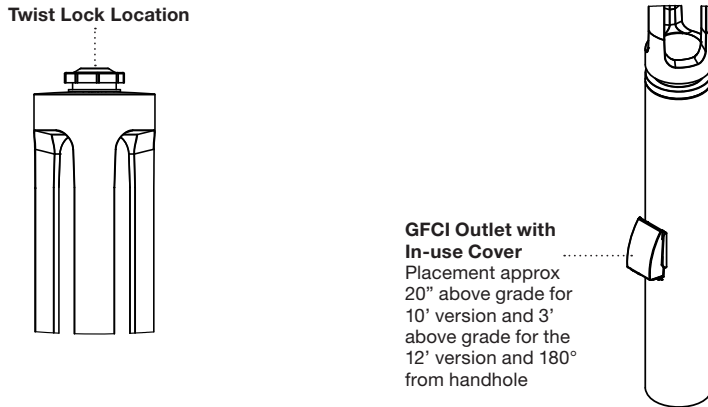 Twist Lock Location
GFCI Outlet with
In-use Cover
Placement approx
20” above grade for
10’ version and 3’
above grade for the
12’ version and 180°
from handhole